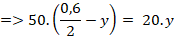 => 50.(0,6/2 − y) = 20.y